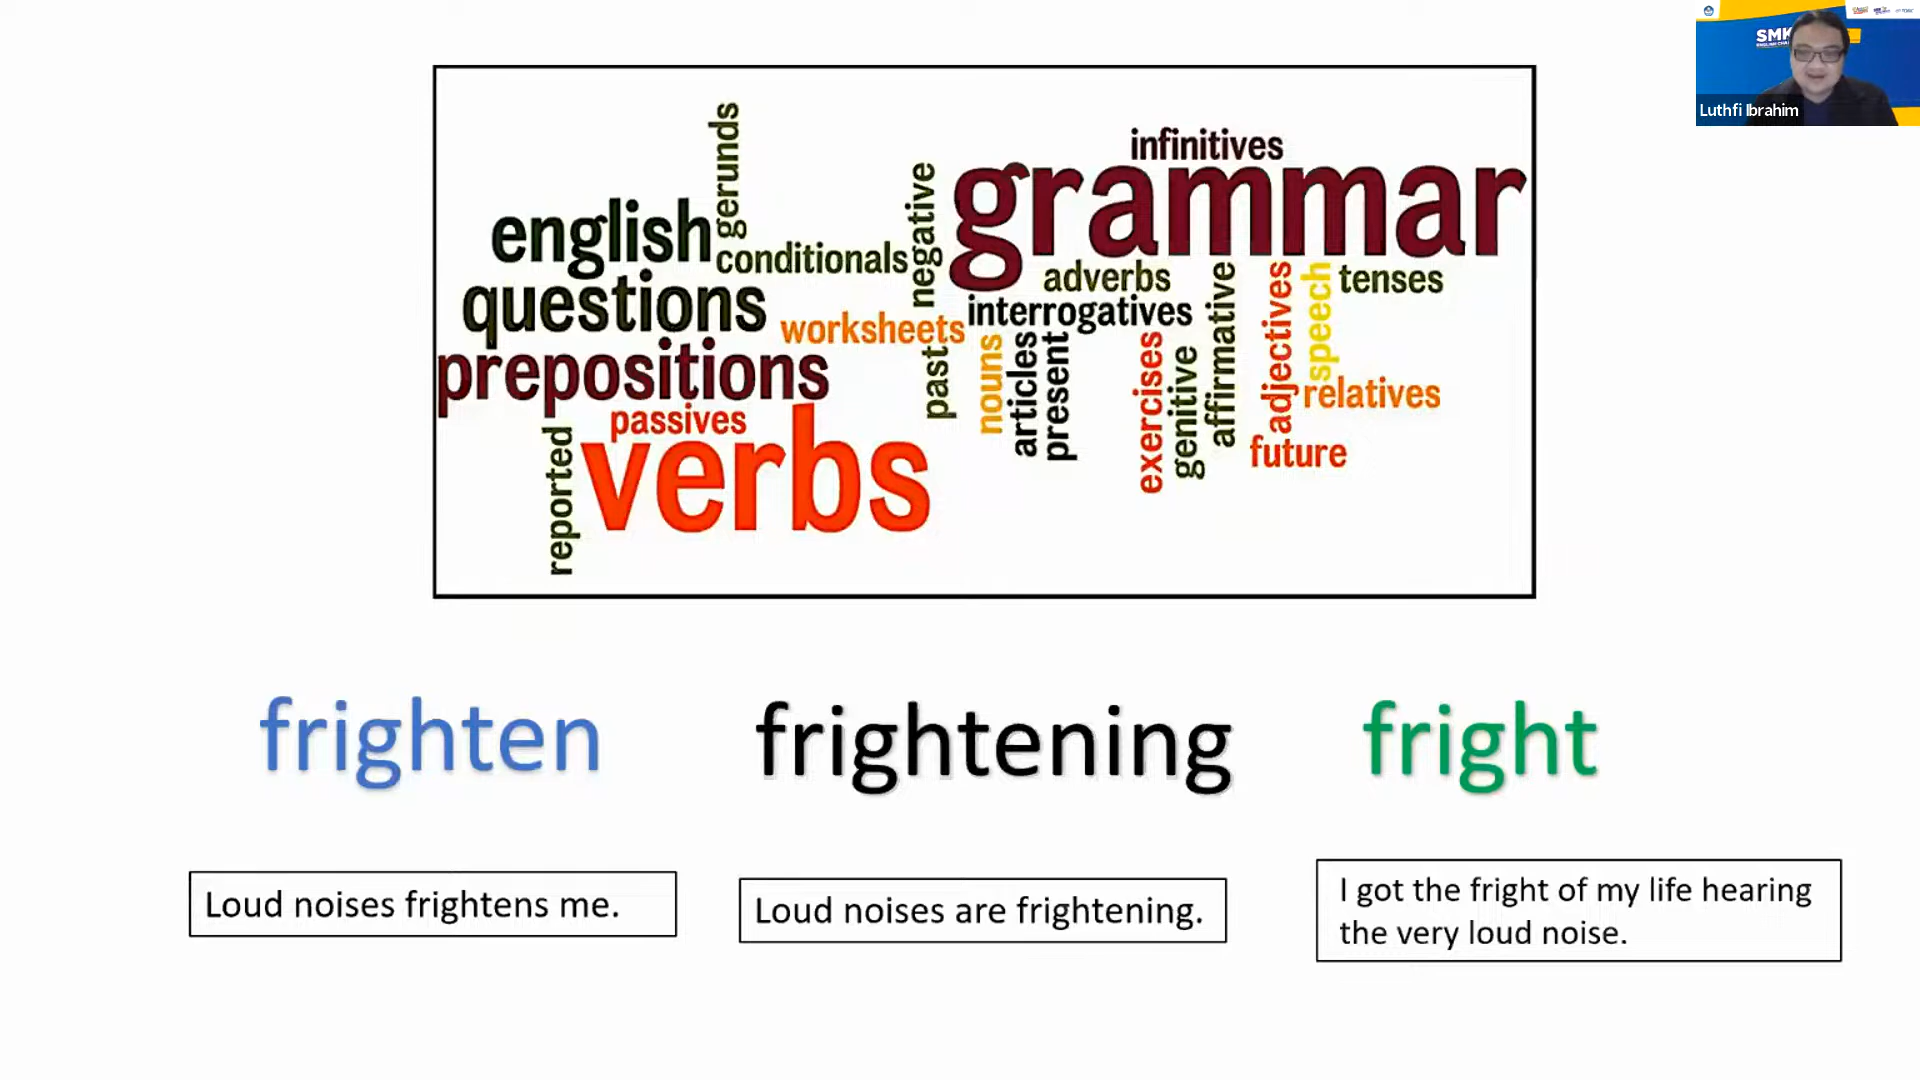 gerunds
infinitives
grammar
negative
english
conditionals
adverbs
tenses
questions
interrogatives
affirmative
adjectives
speech
worksheets
prepositions
past
nouns
articles
present
exercises
genitive
relatives
passives
verbs
reported
future
SMK
Luthfi Ibrahim
frighten
frightening
fright
Loud noises frightens me.
Loud noises are frightening.
I got the fright of my life hearing
the very loud noise.